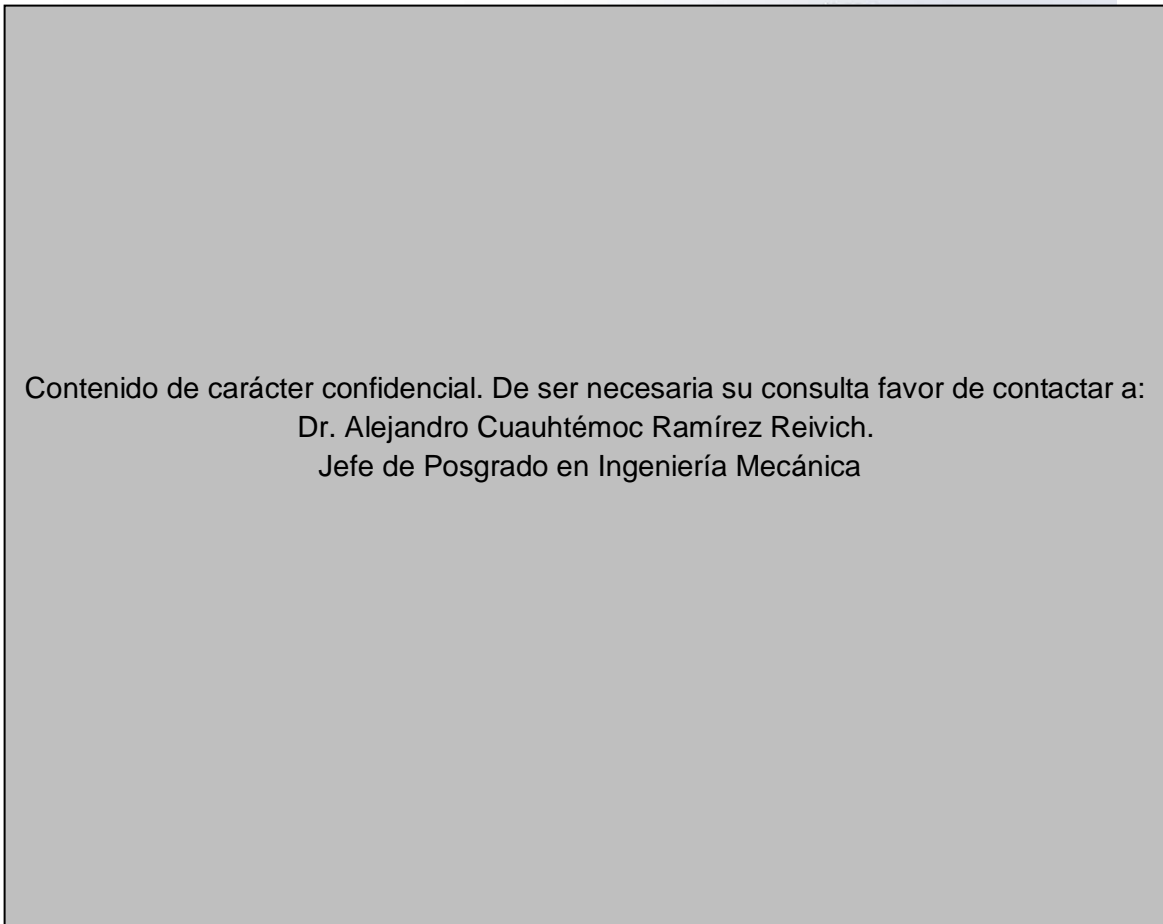 Contenido de carácter confidencial. De ser necesaria su consulta favor de contactar a:
Dr. Alejandro Cuauhtémoc Ramírez Reivich.
Jefe de Posgrado en Ingeniería Mecánica